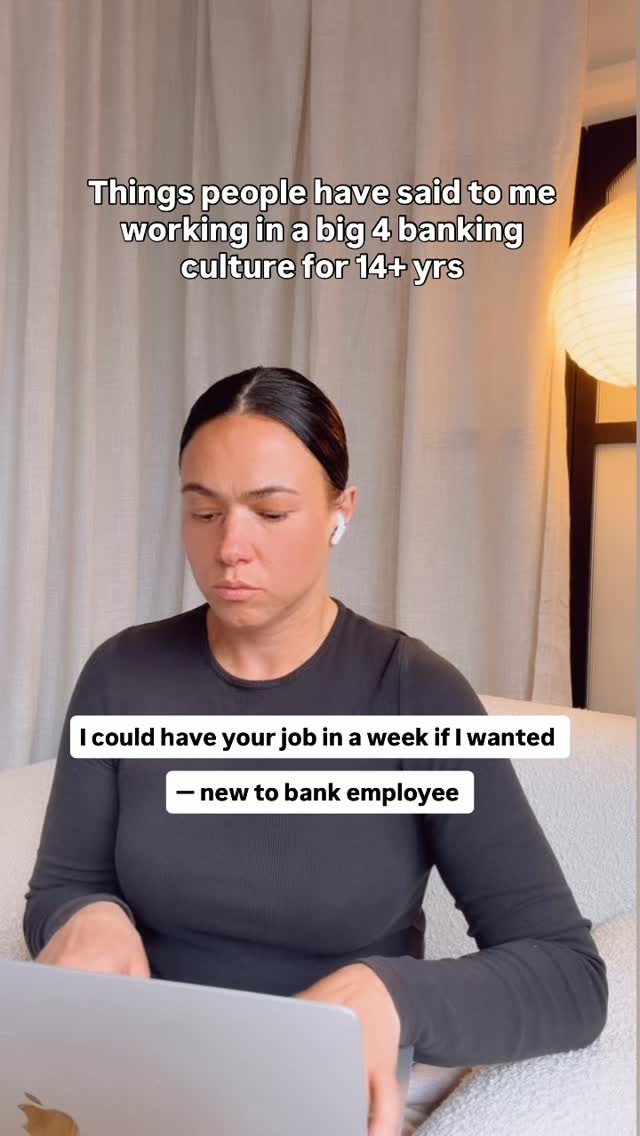 Things people have said to me
working in a big 4 banking
culture for 14+ yrs
I could have your job in a week if I wanted
— new to bank employee